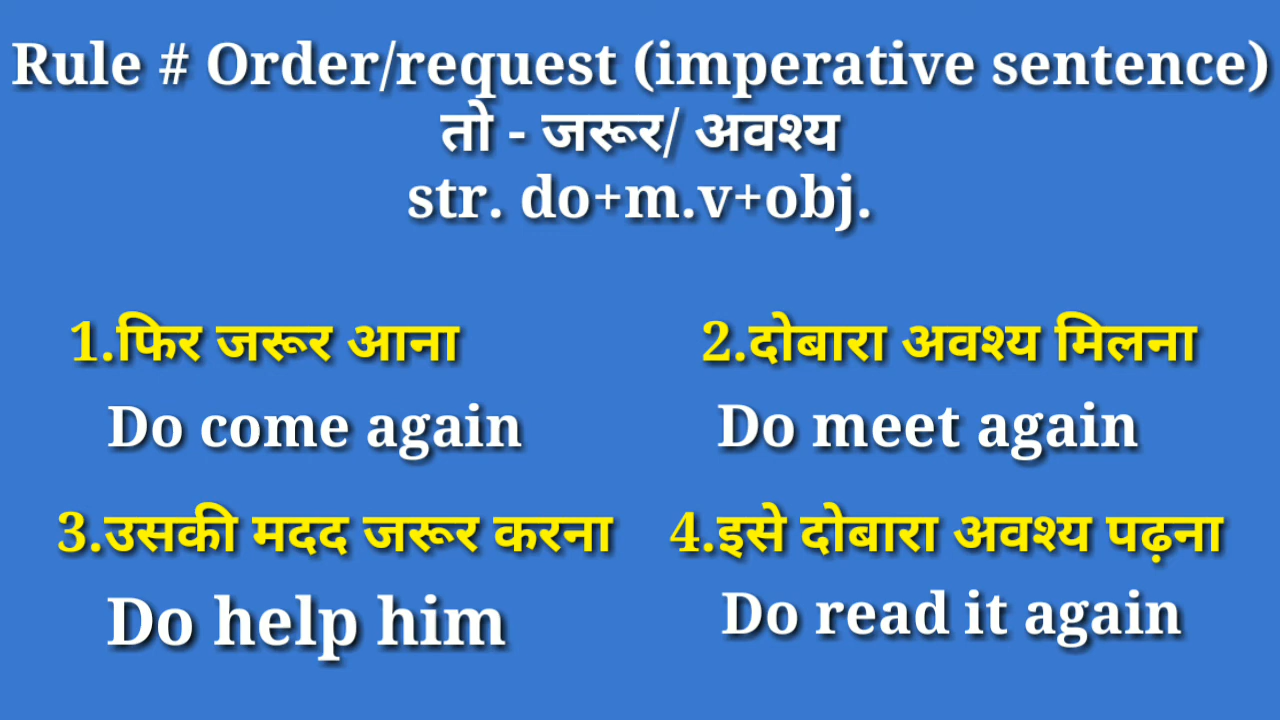 Rule # Order/request (imperative sentence)
तो - जरूर/ अवश्य
str. do+m.v+obj.
1.फिर जरूर आना
Do come again
2.दोबारा अवश्य मिलना
Do meet again
3.उसकी मदद जरूर करना
Do help him
4.इसे दोबारा अवश्य पढ़ना
Do read it again